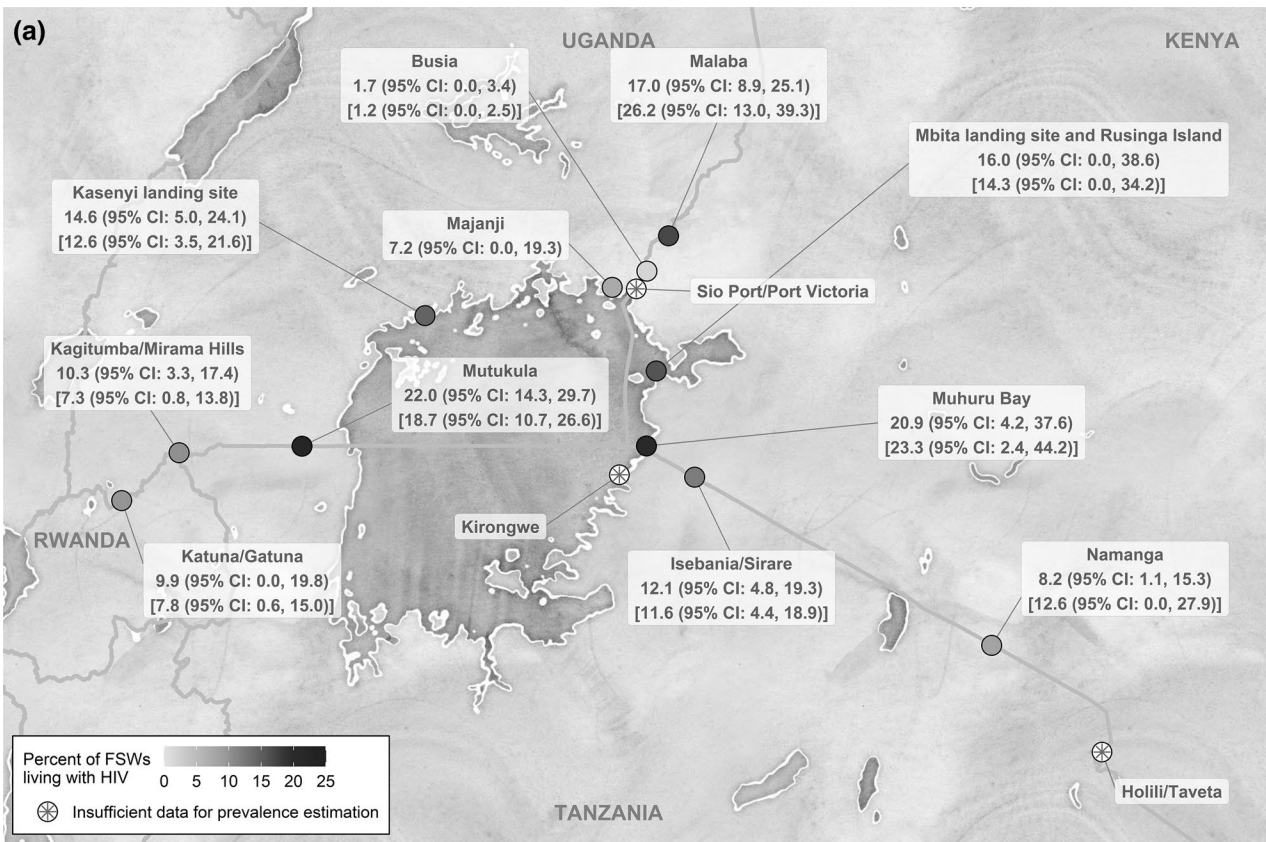 (a)
UGANDA
KENYA
Busia
1.7 (95% CI: 0.0, 3.4)
[1.2 (95% CI: 0.0, 2.5)]
Malaba
17.0 (95% CI: 8.9, 25.1)
[26.2 (95% CI: 13.0, 39.3)]
Mbita landing site and Rusinga Island
16.0 (95% CI: 0.0, 38.6)
[14.3 (95% CI: 0.0, 34.2)]
Kasenyi landing site
14.6 (95% CI: 5.0, 24.1)
[12.6 (95% CI: 3.5, 21.6)]
Majanji
7.2 (95% CI: 0.0, 19.3)
Sio Port/Port Victoria
Kagitumba/Mirama Hills
10.3 (95% CI: 3.3, 17.4)
[7.3 (95% CI: 0.8, 13.8)]
Mutukula
22.0 (95% CI: 14.3, 29.7)
[18.7 (95% CI: 10.7, 26.6)]
Muhuru Bay
20.9 (95% CI: 4.2, 37.6)
[23.3 (95% CI: 2.4, 44.2)]
Kirongwe
RWANDA
Katuna/Gatuna
9.9 (95% CI: 0.0, 19.8)
[7.8 (95% CI: 0.6, 15.0)]
Isebania/Sirare
12.1 (95% CI: 4.8, 19.3)
[11.6 (95% CI: 4.4, 18.9)]
Namanga
8.2 (95% CI: 1.1, 15.3)
[12.6 (95% CI: 0.0, 27.9)]
Holili/Taveta
TANZANIA
Percent of FSWs
living with HIV
0 5 10 15 20 25
Insufficient data for prevalence estimation